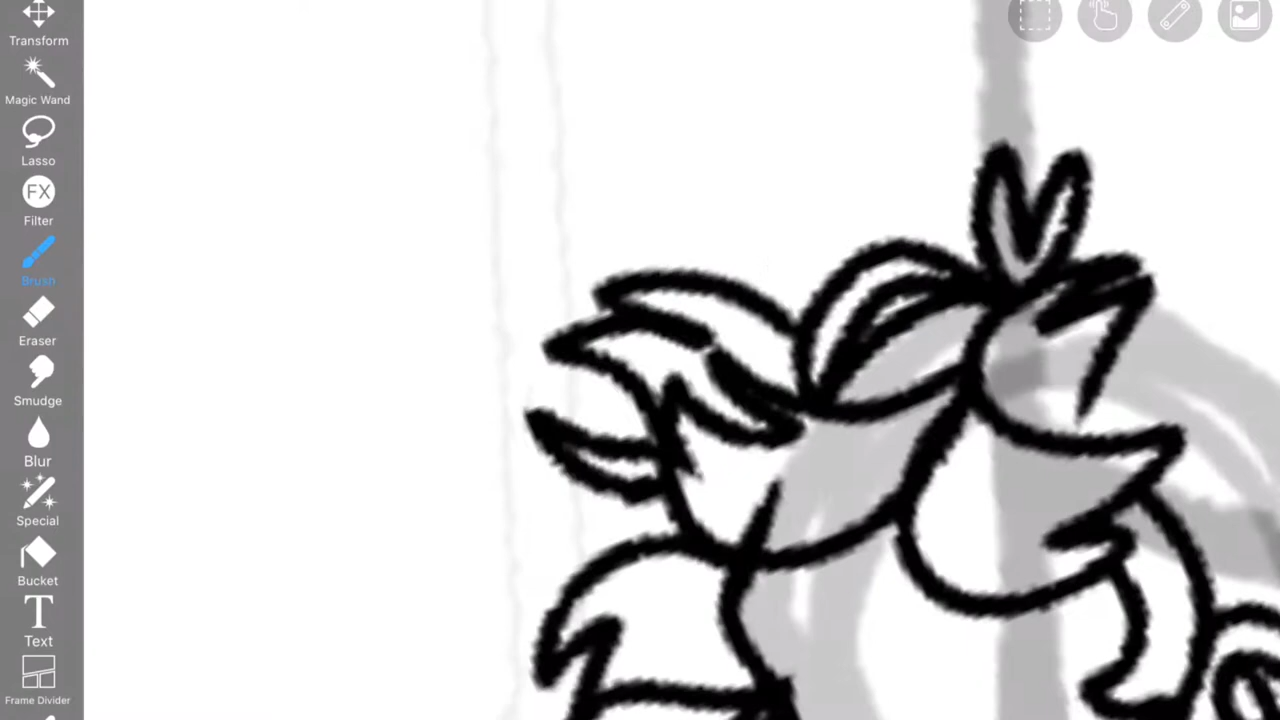 Transform
Magic Wand
Lasso
FX
Filter
Brush
Eraser
Smudge
Blur
Special
Bucket
T
Text
Frame Divider